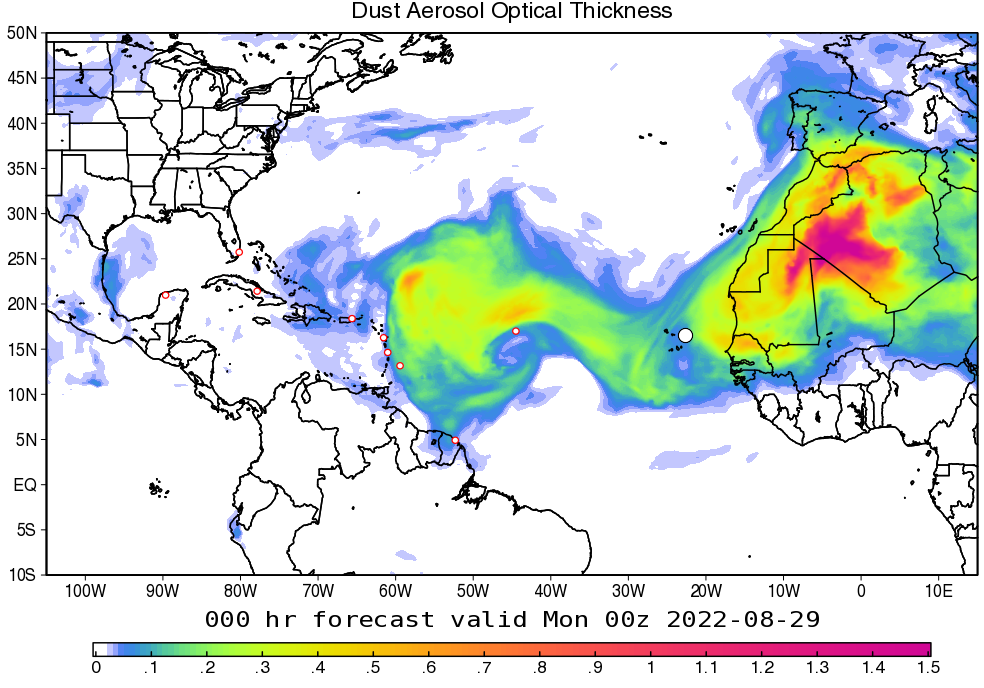 Dust Aerosol Optical Thickness
50N
45N
40N
35N
30N
25N
20N
15N
10N
5N
EQ
5S
10S
100W 90W 80W 70W 60W 50W 40W 30W 20W 10W 0 10E
000 hr forecast valid Mon 00z 2022-08-29
0 .1 .2 .3 .4 .5 .6 .7 .8 .9 1 1.1 1.2 1.3 1.4 1.5